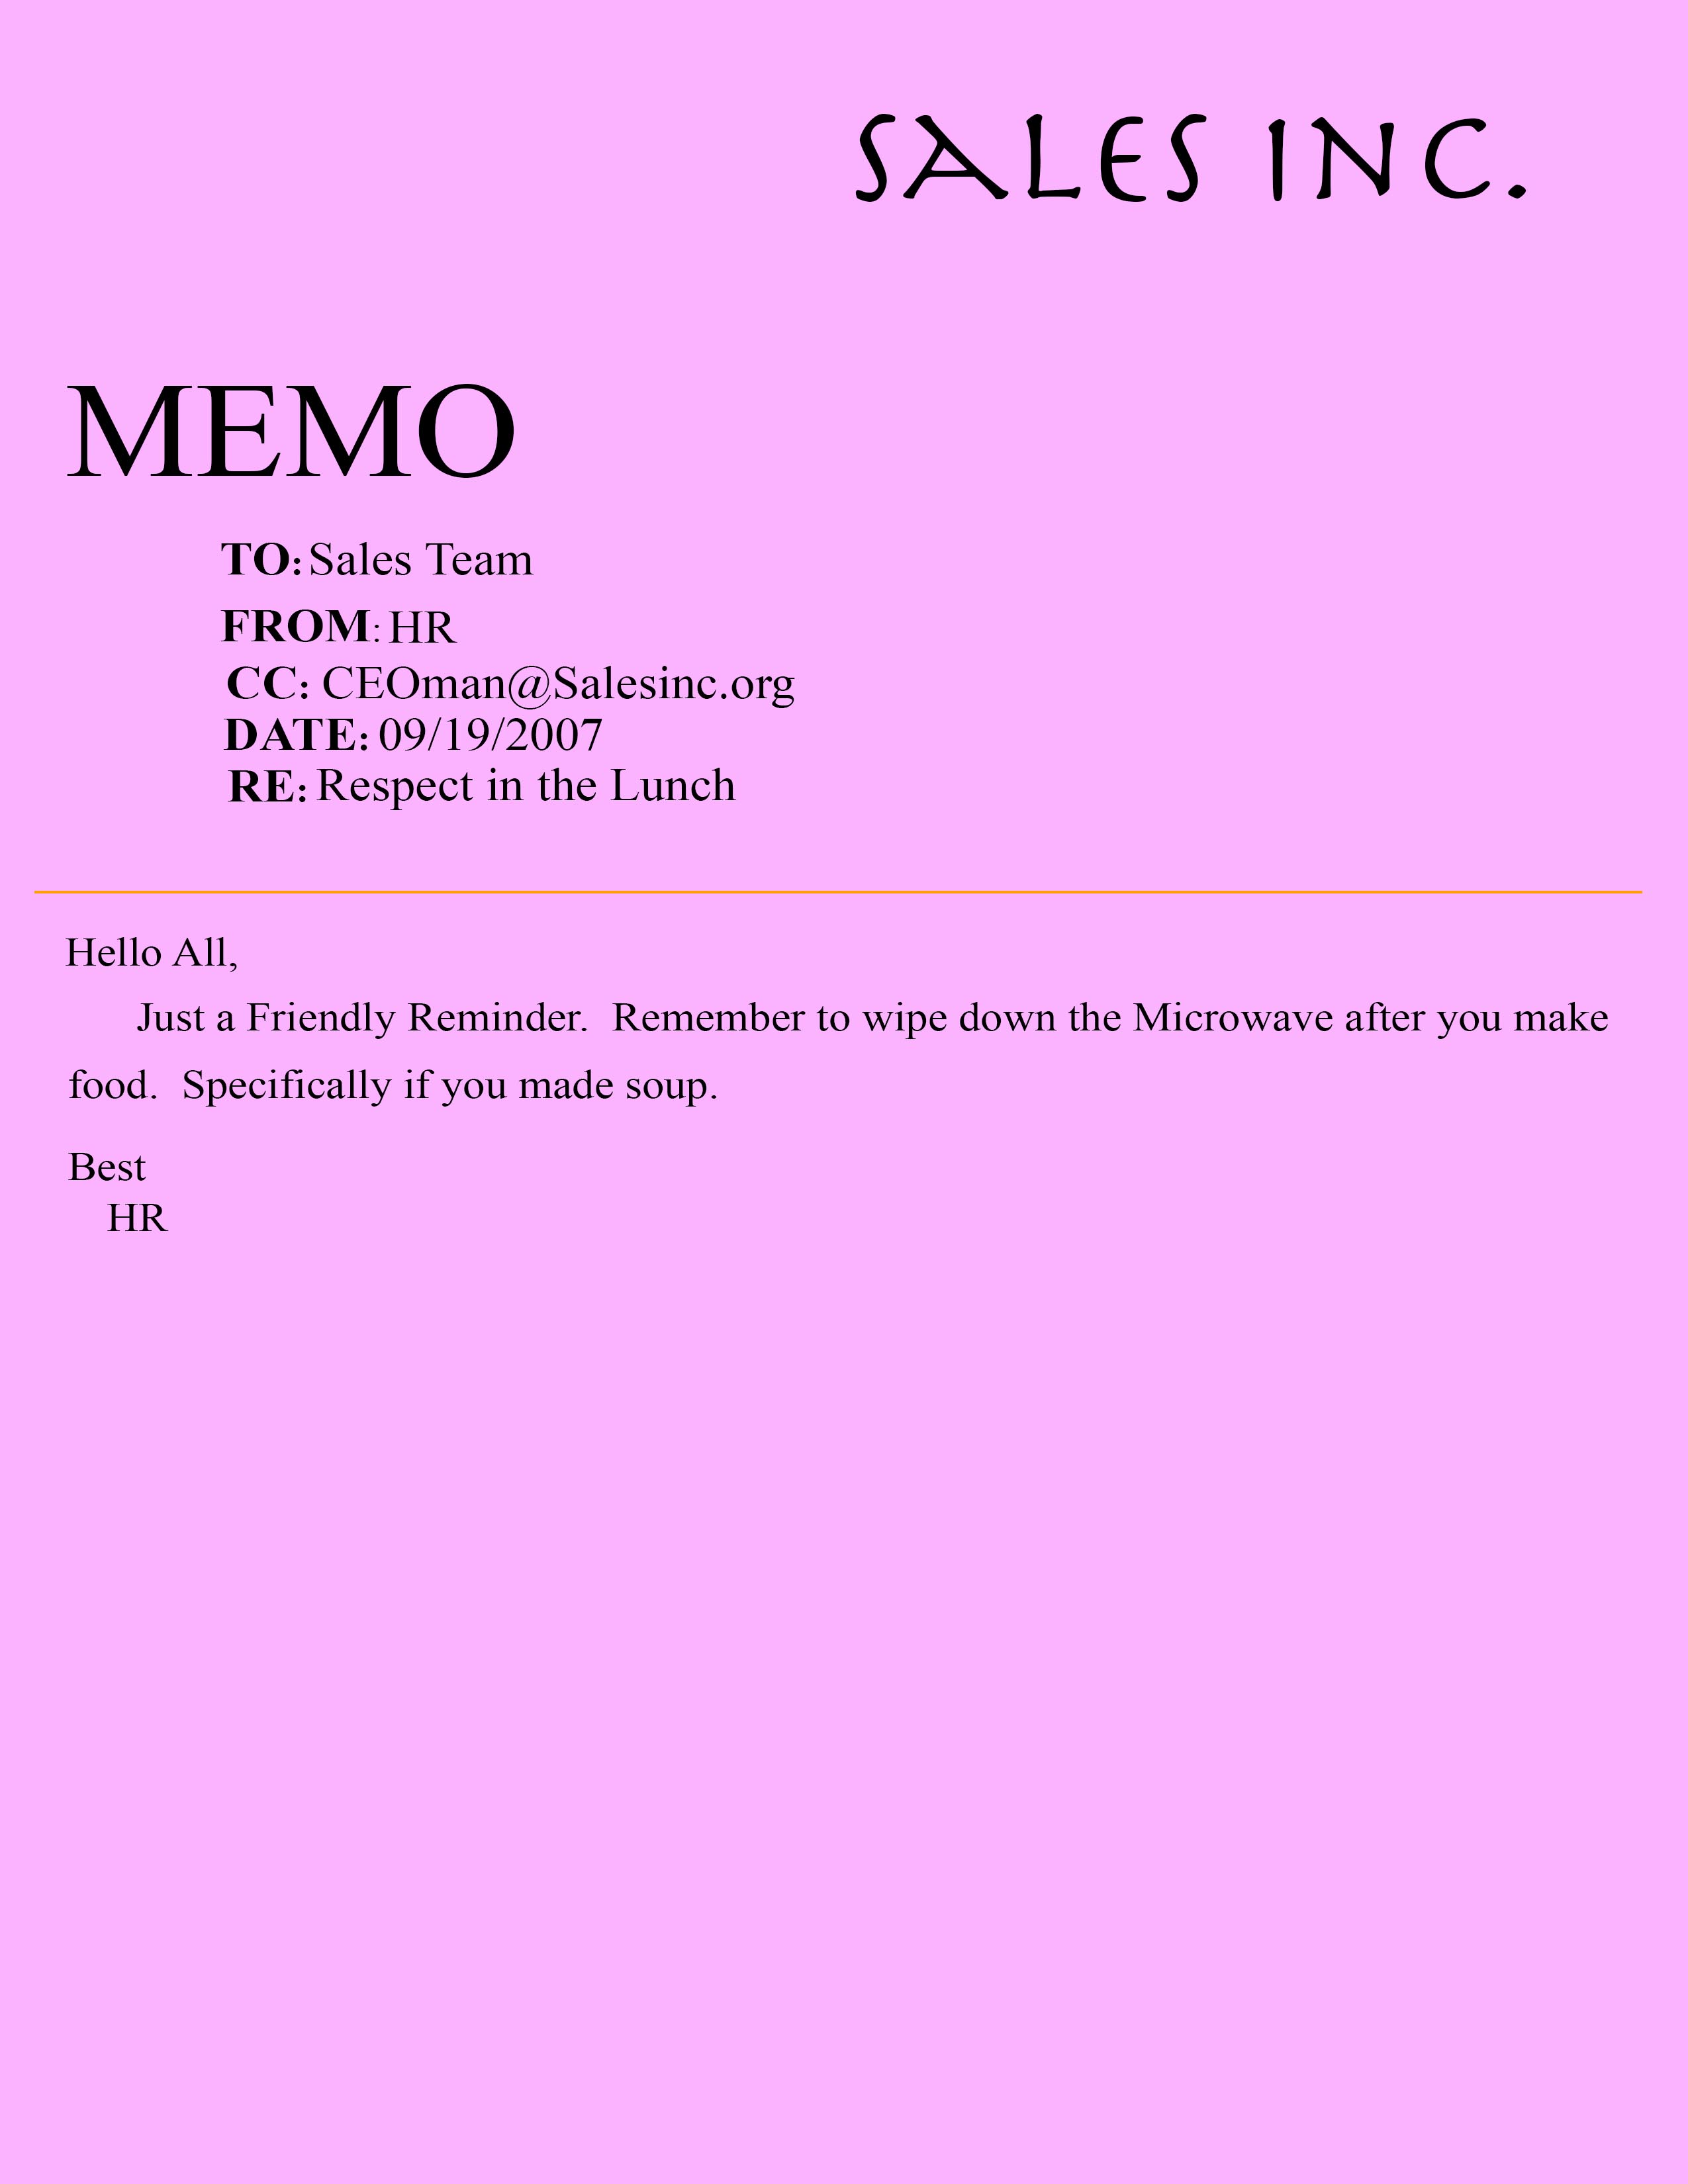 SALES INC.
MEMO
TO: Sales Team
FROM: HR
CC: CEOman@Salesinc.org
DATE: 09/19/2007
RE: Respect in the Lunch
Hello All,
Just a Friendly Reminder.  Remember to wipe down the Microwave after you make
food.  Specifically if you made soup.
Best
HR